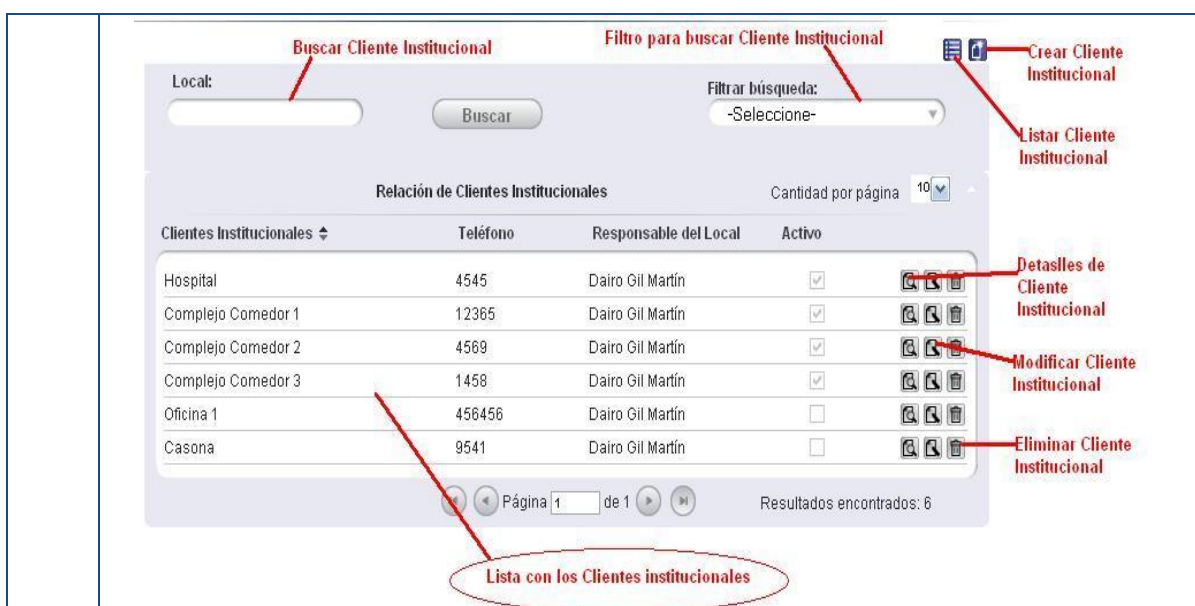 Buscar Cliente Institucional
Filtro para buscar Cliente Institucional
Crear Cliente
Institucional
Local:
Buscar
Filtrar búsqueda:
-Seleccione-
Listar Cliente
Institucional
Relación de Clientes Institucionales
Cantidad por página 10
Clientes Institucionales Teléfono Responsable del Local Activo
Hospital 4545 Dairo Gil Martín
Complejo Comedor 1 12365 Dairo Gil Martín
Complejo Comedor 2 4569 Dairo Gil Martín
Complejo Comedor 3 1458 Dairo Gil Martín
Oficina 1 456456 Dairo Gil Martín
Casona 9541 Dairo Gil Martín
Detaslles de
Cliente
Institucional
Modificar Cliente
Institucional
Eliminar Cliente
Institucional
Página 1 de 1
Resultados encontrados: 6
Lista con los Clientes institucionales